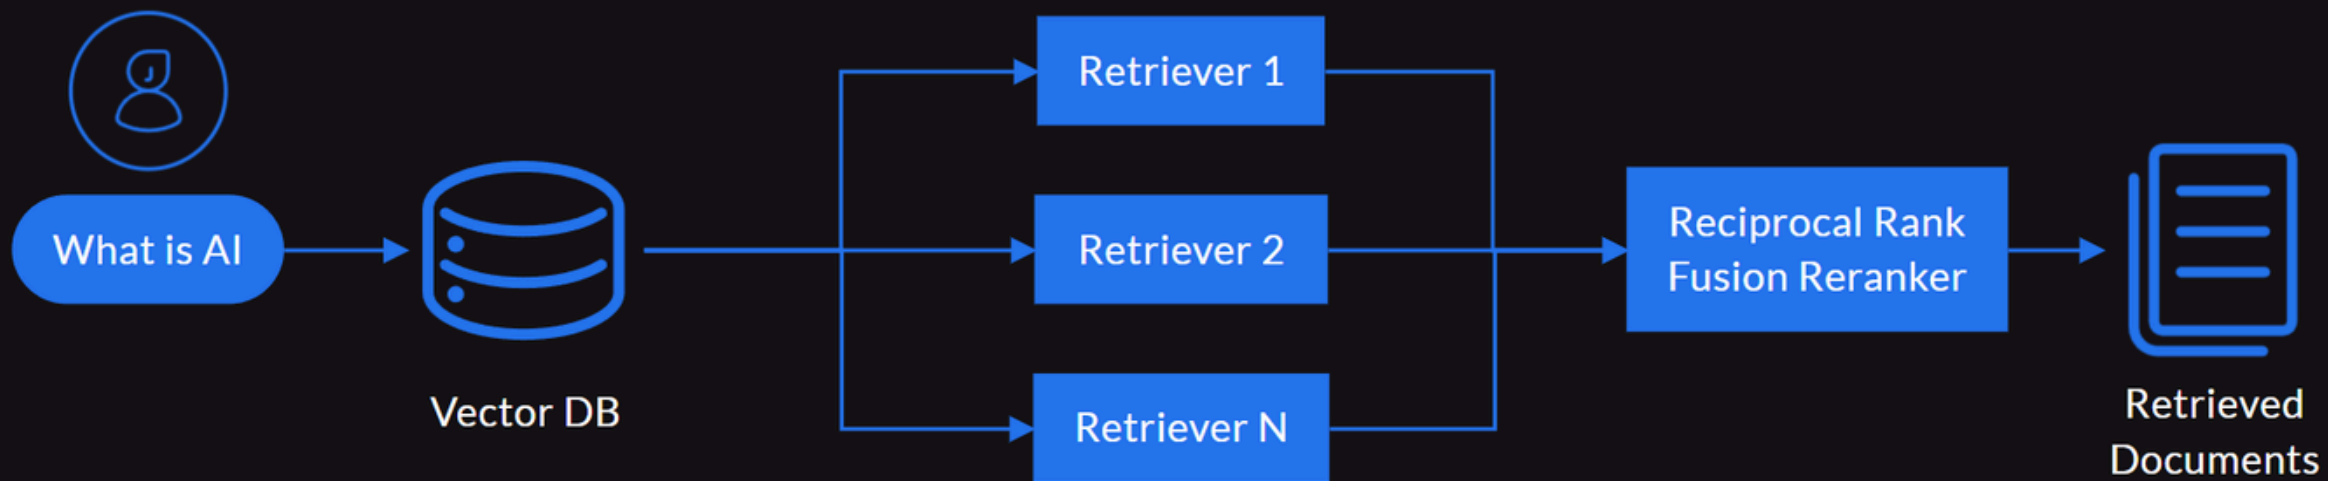 What is AI
Vector DB
Retriever 1
Retriever 2
Retriever N
Reciprocal Rank
Fusion Reranker
Retrieved
Documents